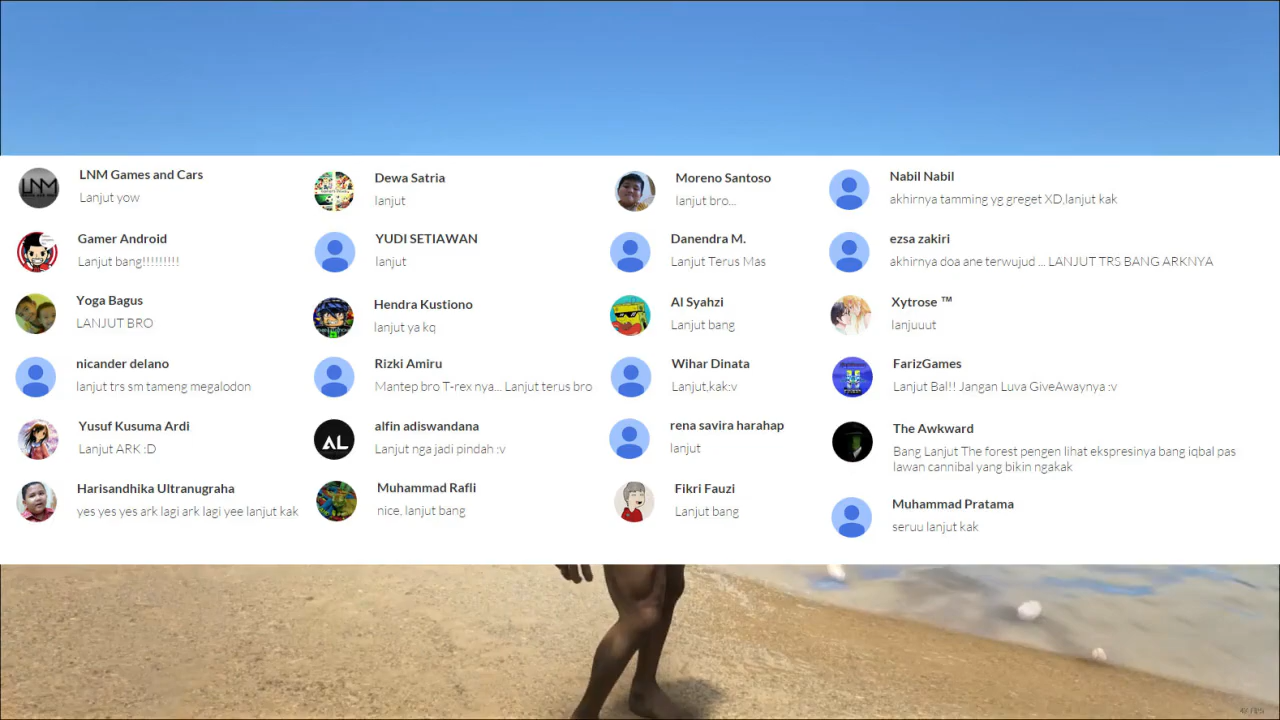 LNM Games and Cars
Lanjut yow
Gamer Android
Lanjut bang!!!!!!!!!
Yoga Bagus
LANJUT BRO
nicander delano
lanjut trs sm tateng megalodon
Yusuf Kusuma Ardi
Lanjut ARK :D
Harisandhika Ultranugraha
yes yes yes ark lagi ark lagi yee lanjut kak
Dewa Satria
lanjut
YUDI SETIAWAN
lanjut
Hendra Kustiono
lanjut ya kq
Rizki Amiru
Mantep bro T-rex nya... Lanjut terus b
AL
alfin adiswandana
Lanjut nga jadi pindah :v
Muhammad Rafli
nice, lanjut bang
Moreno Santoso
lanjut bro...
Danendra M.
Lanjut Terus Mas
Al Syahzi
Lanjut bang
Wihar Dinata
Lanjut,kak:v
rena savira harahap
lanjut
Fikri Fauzi
Lanjut bang
Nabil Nabil
akhirnya tamming yg greget XD,lanjut kak
ezsa zakiri
akhirnya doa ane terwujud ... LANJUT TRS BANG ARKNYA
Xytrose ™
lanjuuut
FarizGames
Lanjut Bal!! Jangan Luva GiveAwaynya :v
The Awkward
Bang Lanjut The forest pengen lihat ekspresinya bang iqbal pas
lawan cannibal yang bikin ngakak
Muhammad Pratama
seruu lanjut kak